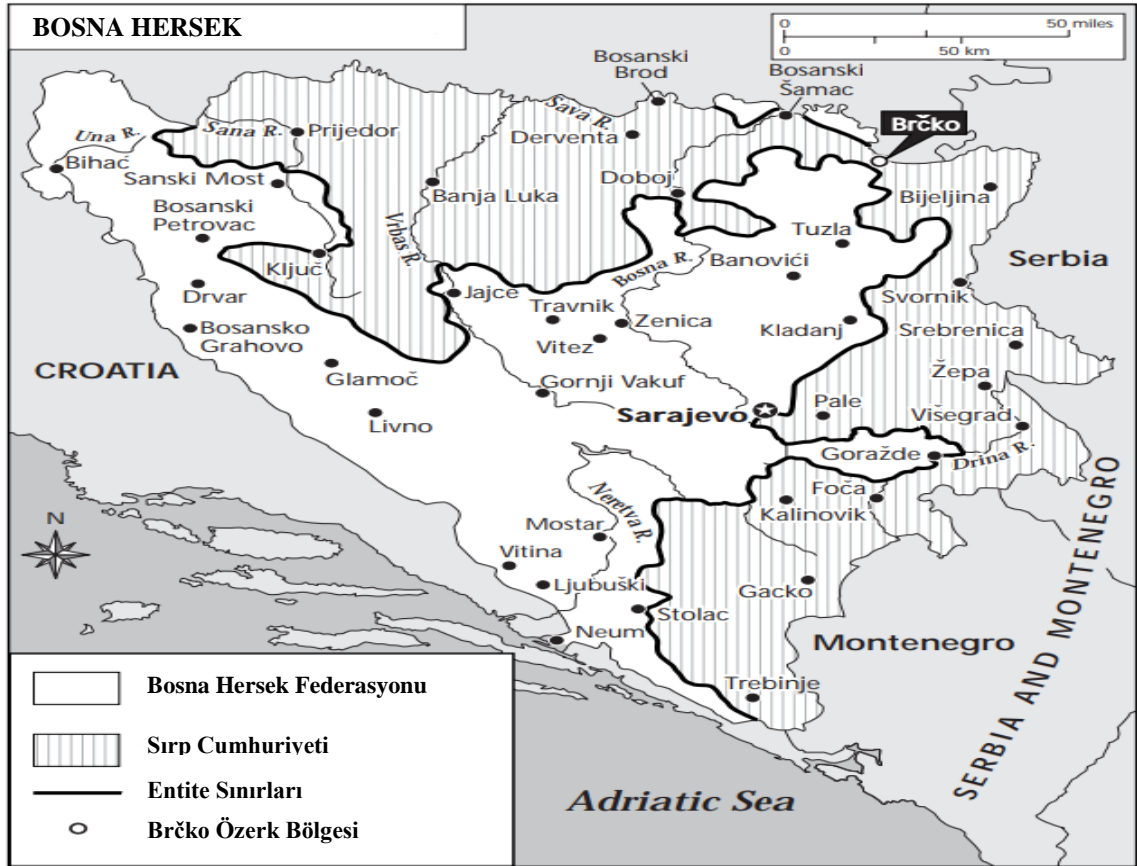 BOSNA HERSEK
0 50 miles
0 50 km
Bosanski
Brod
Bosanski
Šamac
Sava R.
Una R.
Sana R.
Prijedor
Derventa
Brčko
Bihać
Sanski Most
Banja Luka
Doboj
Bijeljina
Bosanski
Petrovac
Vrbas R.
Tuzla
Ključ
Bosna R.
Banovići
Serbia
Drvar
Jajce
Svornik
Travnik
Zenica
Kladanj
Srebrenica
Bosansko
Grahovo
Vitez
CROATIA
Glamoč
Žepa
Gornji Vakuf
Livno
Sarajevo
Pale
Višegrad
Goražde
Drina R.
Neretva R.
Foča
Kalinovik
N
Mostar
Vitina
Ljubuški
Gacko
Stolac
Neum
Montenegro
SERBIA AND MONTENEGRO
Trebinje
Adriatic Sea
Bosna Hersek Federasyonu
Sırp Cumhuriyeti
Entite Sınırları
Brčko Özerk Bölgesi